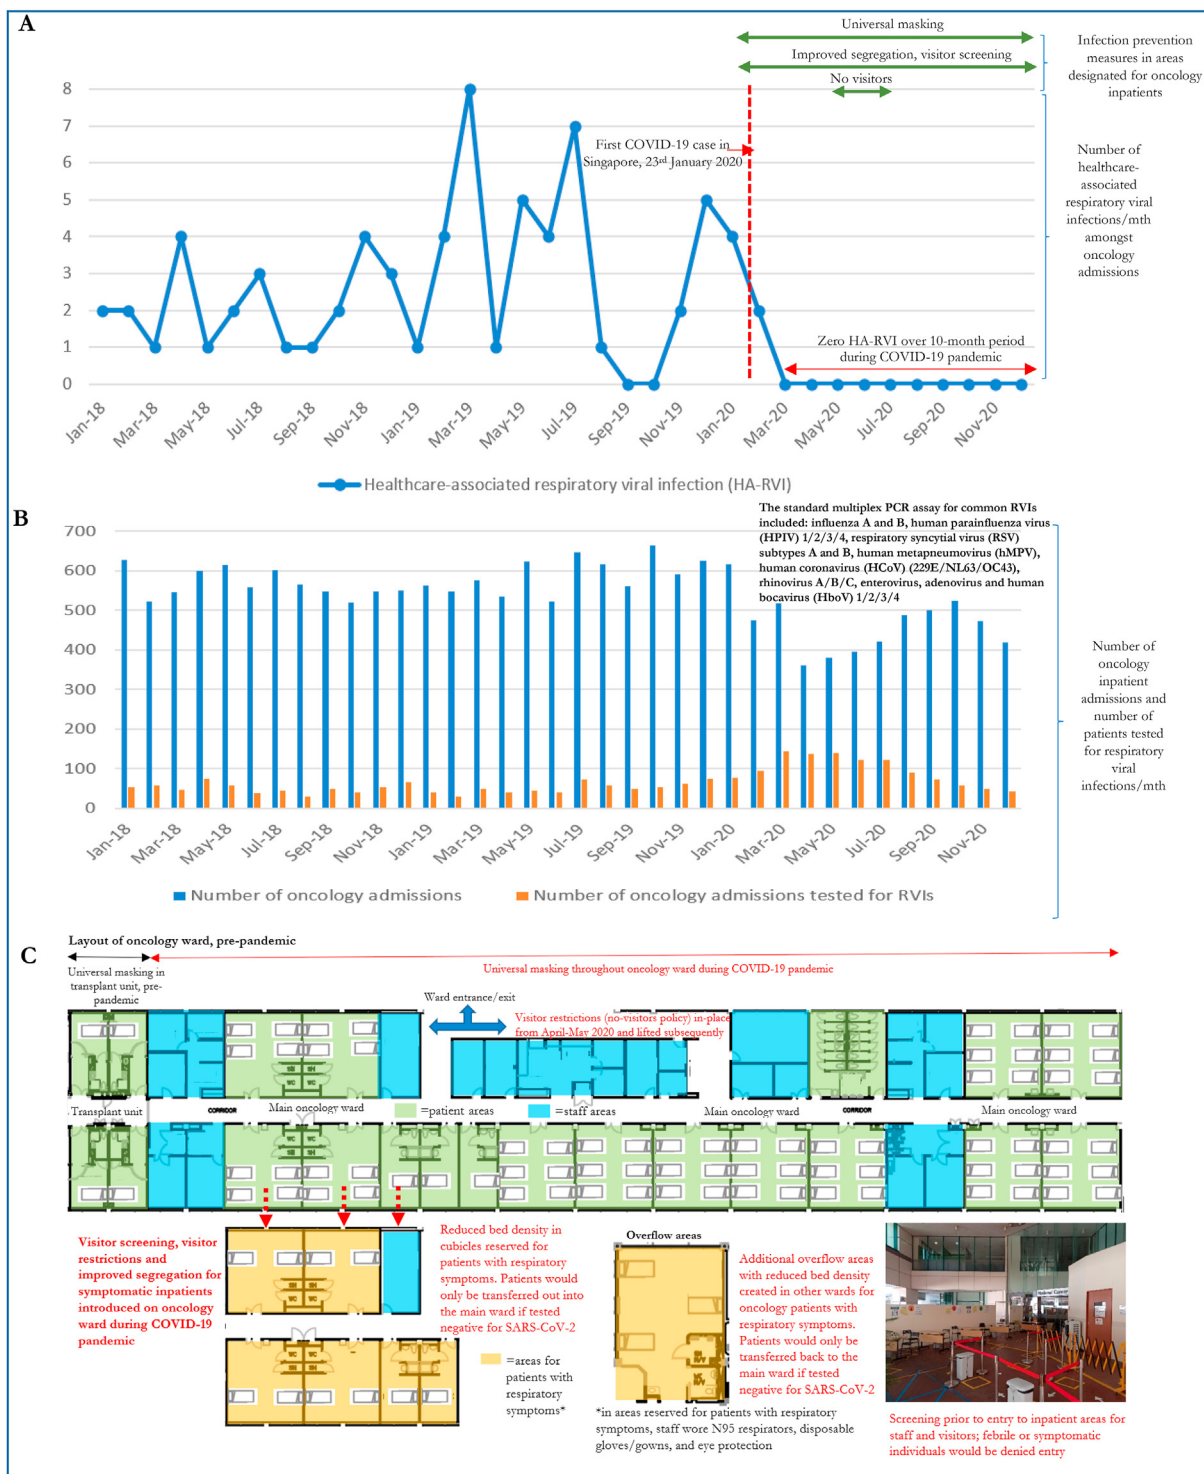 A
Universal masking
Improved segregation, visitor screening
No visitors
Infection prevention
measures in areas
designated for oncology
inpatients
8
7
6
5
4
3
2
1
0
First COVID-19 case in
Singapore, 23rd January 2020
Number of
healthcare-
associated
respiratory viral
infections/mth
amongst
oncology
admissions
Zero HA-RVI over 10-month period
during COVID-19 pandemic
Jan-18
Mar-18
May-18
Jul-18
Sep-18
Nov-18
Jan-19
Mar-19
May-19
Jul-19
Sep-19
Nov-19
Jan-20
Mar-20
May-20
Jul-20
Sep-20
Nov-20
Healthcare-associated respiratory viral infection (HA-RVI)
B
The standard multiplex PCR assay for common RVIs
included: influenza A and B, human parainfluenza virus
(HPIV) 1/2/3/4, respiratory syncytial virus (RSV)
subtypes A and B, human metapneumovirus (hMPV),
human coronavirus (HCoV) (229E/NL63/OC43),
rhinovirus A/B/C, enterovirus, adenovirus and human
bocavirus (HboV) 1/2/3/4
700
600
500
400
300
200
100
0
Number of
oncology
inpatient
admissions and
number of
patients tested
for respiratory
viral
infections/mth
Jan-18
Mar-18
May-18
Jul-18
Sep-18
Nov-18
Jan-19
Mar-19
May-19
Jul-19
Sep-19
Nov-19
Jan-20
Mar-20
May-20
Jul-20
Sep-20
Nov-20
Number of oncology admissions
Number of oncology admissions tested for RVIs
C
Layout of oncology ward, pre-pandemic
Universal masking in
transplant unit, pre-
pandemic
Universal masking throughout oncology ward during COVID-19 pandemic
Ward entrance/exit
Visitor restrictions (no-visitors policy) in-place
from April-May 2020 and lifted subsequently
SH SH
WC WC
Transplant unit
CORRIDOR
Main oncology ward
=patient areas
=staff areas
Main oncology ward
CORRIDOR
Main oncology ward
WC WC
SH SH
Visitor screening, visitor
restrictions and
improved segregation for
symptomatic inpatients
introduced on oncology
ward during COVID-19
pandemic
SH SH
WC WC
WC WC
SH SH
Reduced bed density in
cubicles reserved for
patients with respiratory
symptoms. Patients would
only be transferred out into
the main ward if tested
negative for SARS-CoV-2
=areas for
patients with
respiratory
symptoms*
Overflow areas
Additional overflow areas
with reduced bed density
created in other wards for
oncology patients with
respiratory symptoms.
Patients would only be
transferred back to the
main ward if tested
negative for SARS-CoV-2
*in areas reserved for patients with respiratory
symptoms, staff wore N95 respirators, disposable
gloves/gowns, and eye protection
National Cancer
Screening prior to entry to inpatient areas for
staff and visitors; febrile or symptomatic
individuals would be denied entry